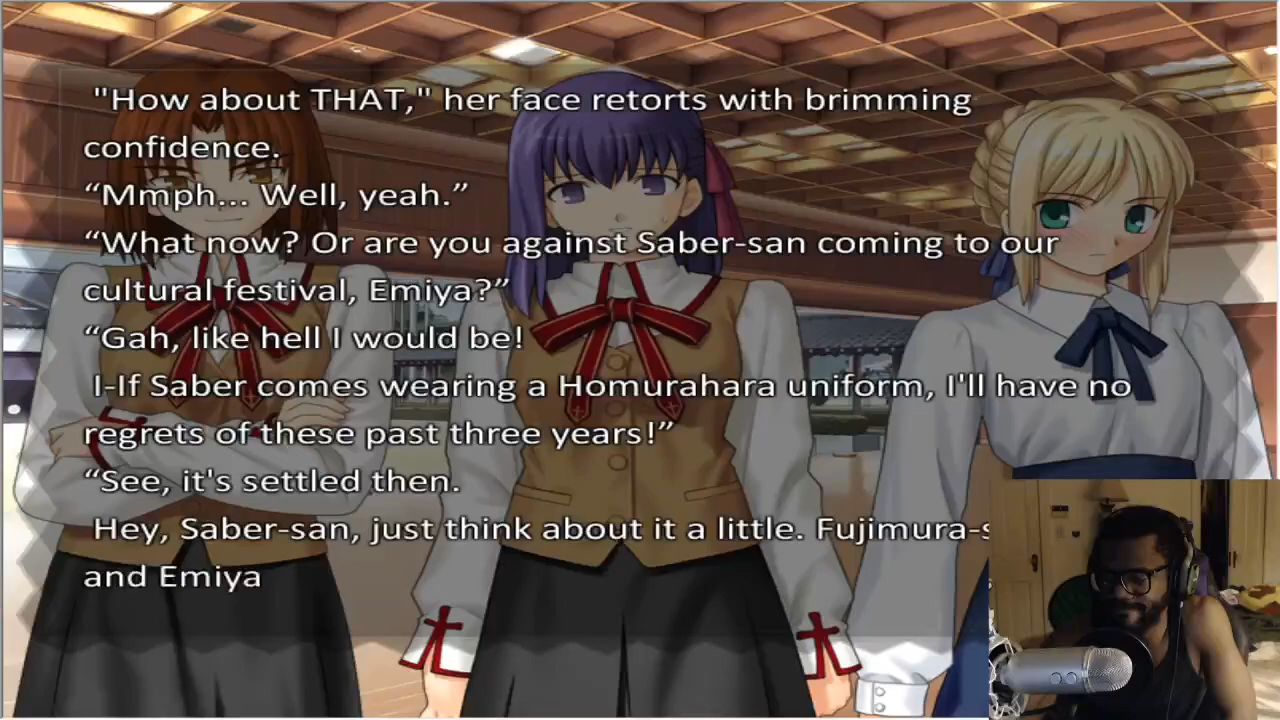 "How about THAT," her face retorts with brimming
confidence.
“Mmph... Well, yeah.”
“What now? Or are you against Saber-san coming to our
cultural festival, Emiya?”
“Gah, like hell I would be!
I-If Saber comes wearing a Homurahara uniform, I'll have no
regrets of these past three years!”
“See, it's settled then.
Hey, Saber-san, just think about it a little. Fujimura-s
and Emiya